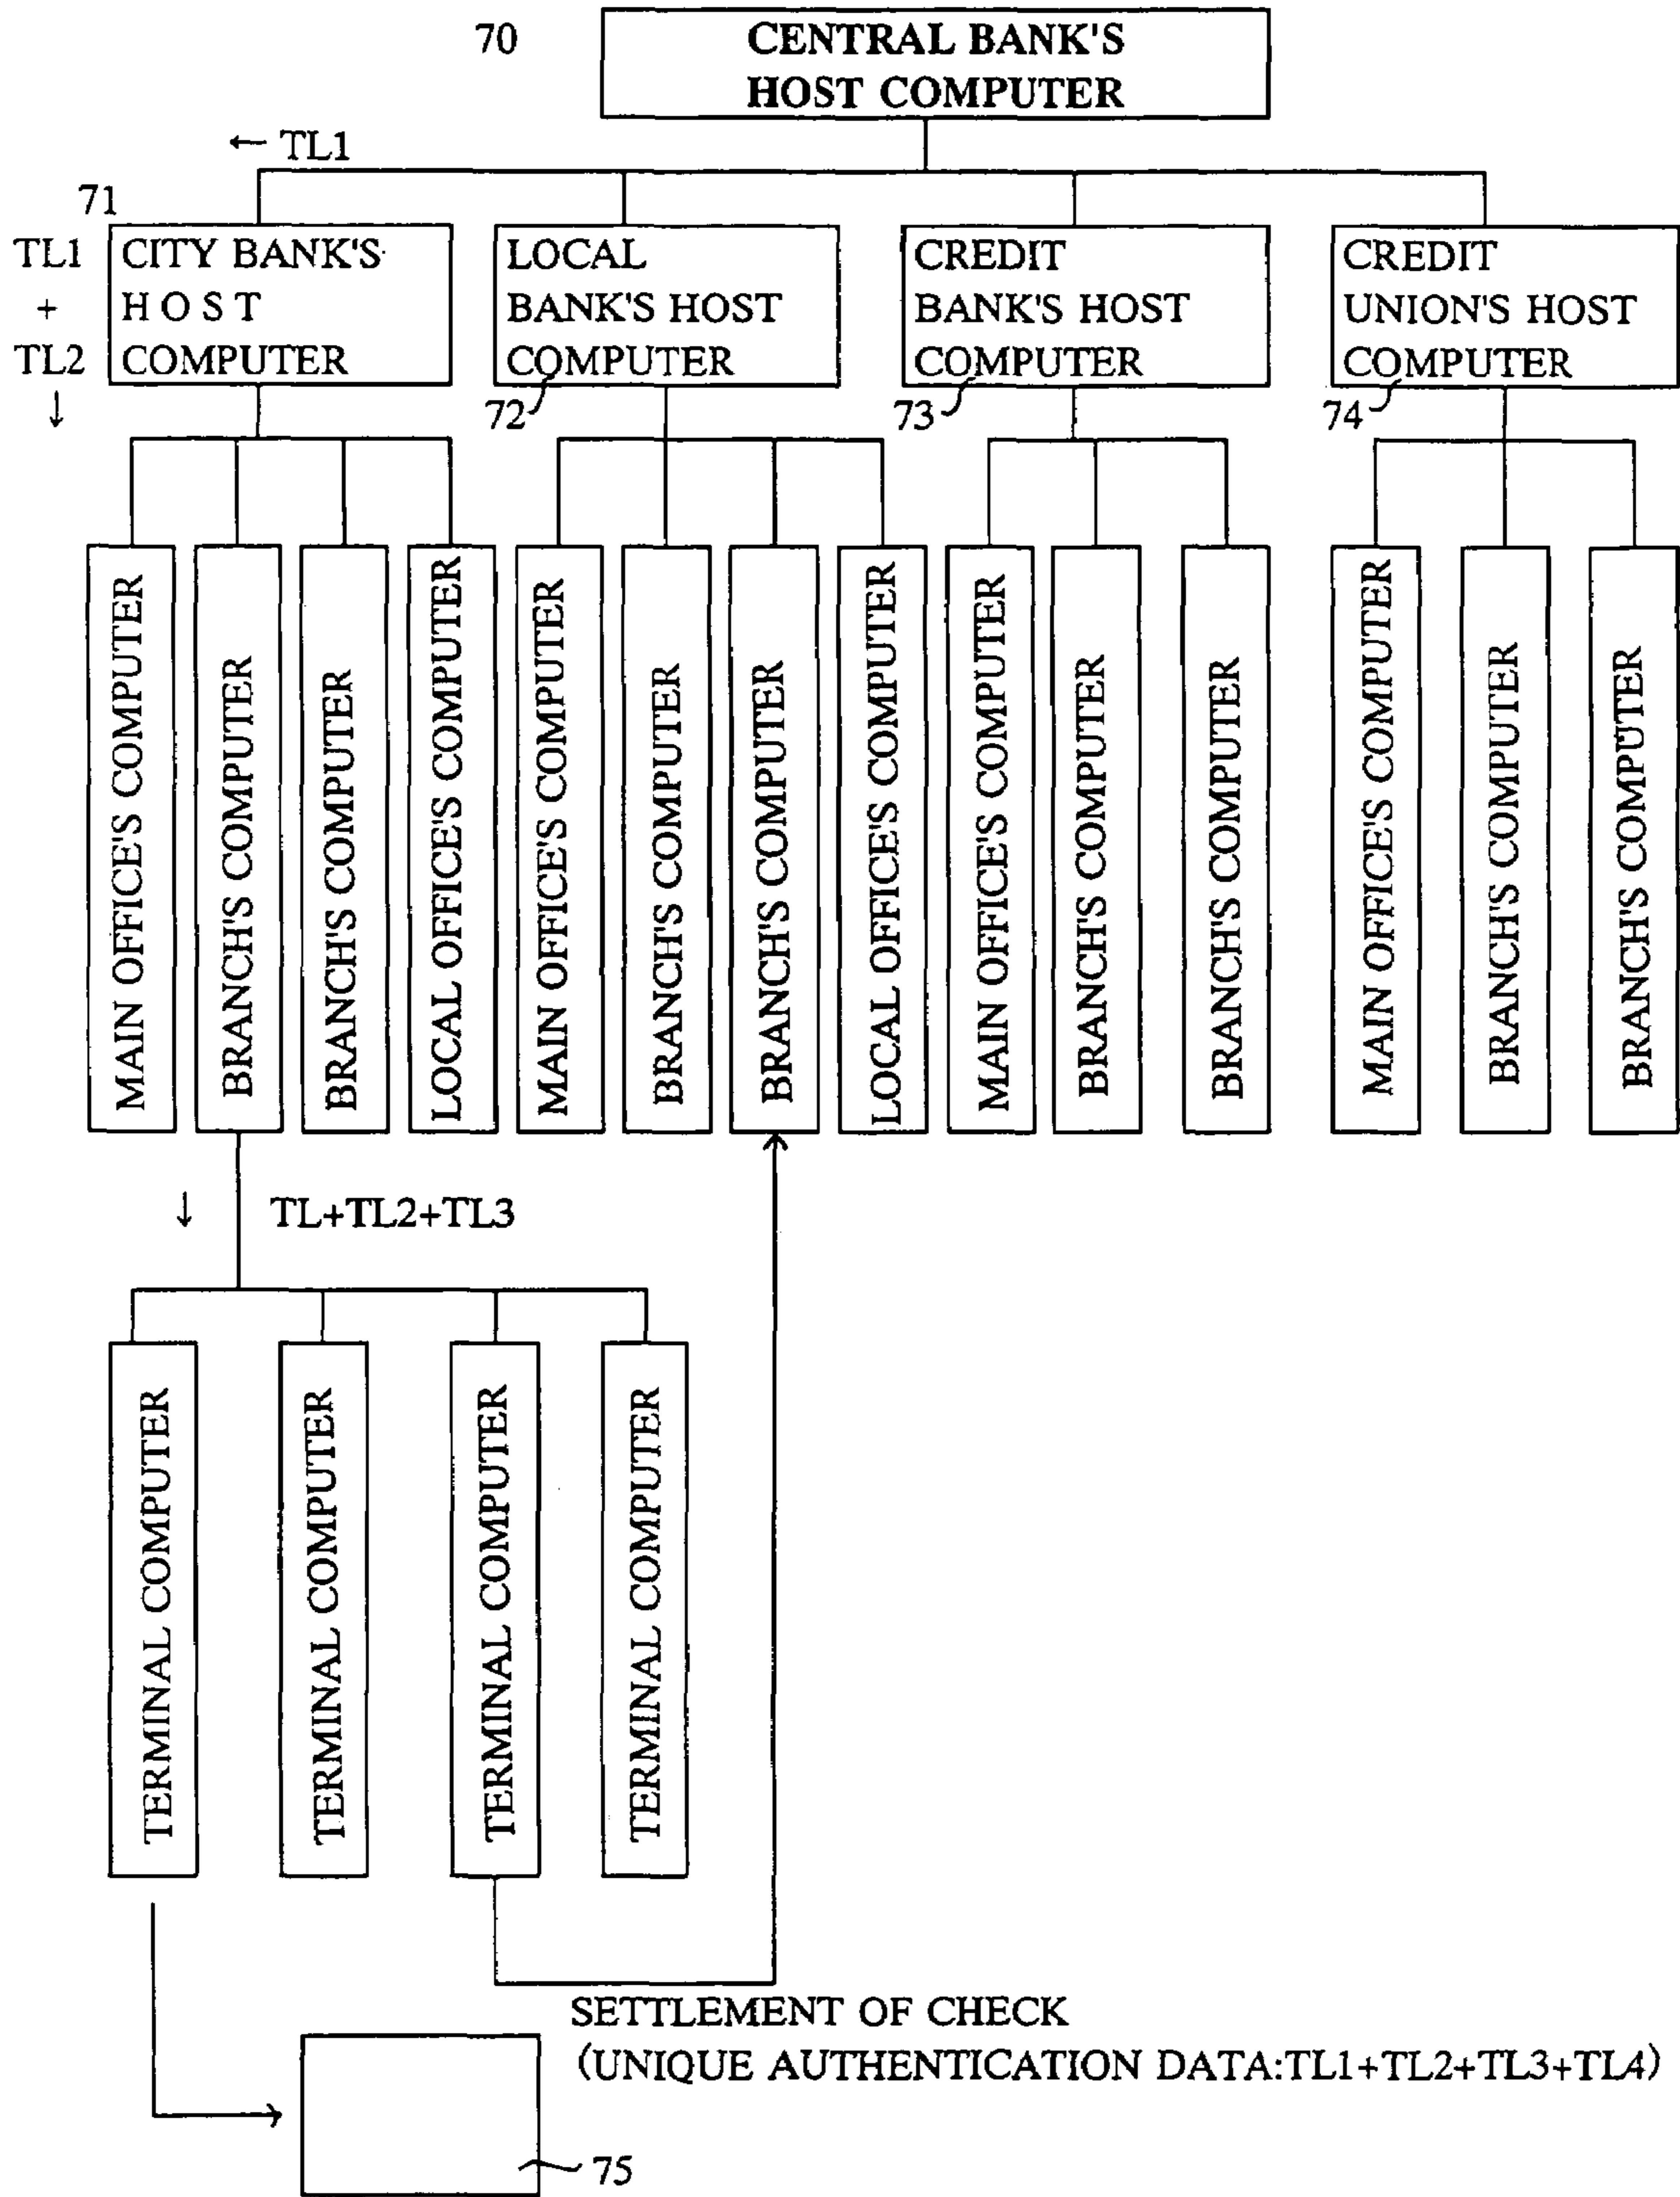 70
CENTRAL BANK'S
HOST COMPUTER
← TL1
71
TL1
+
TL2
↓
CITY BANK'S
HOST
COMPUTER
LOCAL
BANK'S HOST
COMPUTER
72
CREDIT
BANK'S HOST
COMPUTER
73
CREDIT
UNION'S HOST
COMPUTER
74
MAIN OFFICE'S COMPUTER
BRANCH'S COMPUTER
BRANCH'S COMPUTER
LOCAL OFFICE'S COMPUTER
MAIN OFFICE'S COMPUTER
BRANCH'S COMPUTER
BRANCH'S COMPUTER
LOCAL OFFICE'S COMPUTER
MAIN OFFICE'S COMPUTER
BRANCH'S COMPUTER
BRANCH'S COMPUTER
MAIN OFFICE'S COMPUTER
BRANCH'S COMPUTER
BRANCH'S COMPUTER
↓ TL+TL2+TL3
TERMINAL COMPUTER
TERMINAL COMPUTER
TERMINAL COMPUTER
TERMINAL COMPUTER
SETTLEMENT OF CHECK
(UNIQUE AUTHENTICATION DATA:TL1+TL2+TL3+TL4)
75